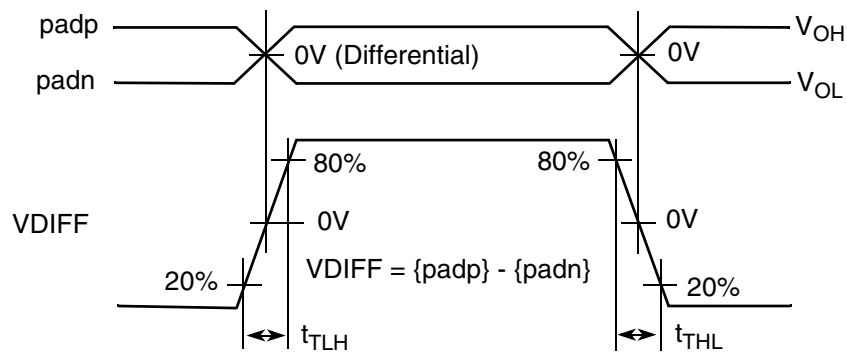 padp
V_OH
0V (Differential)
0V
padn
V_OL
80%
80%
VDIFF
0V
0V
VDIFF = {padp} - {padn}
20%
20%
t_TLH
t_THL